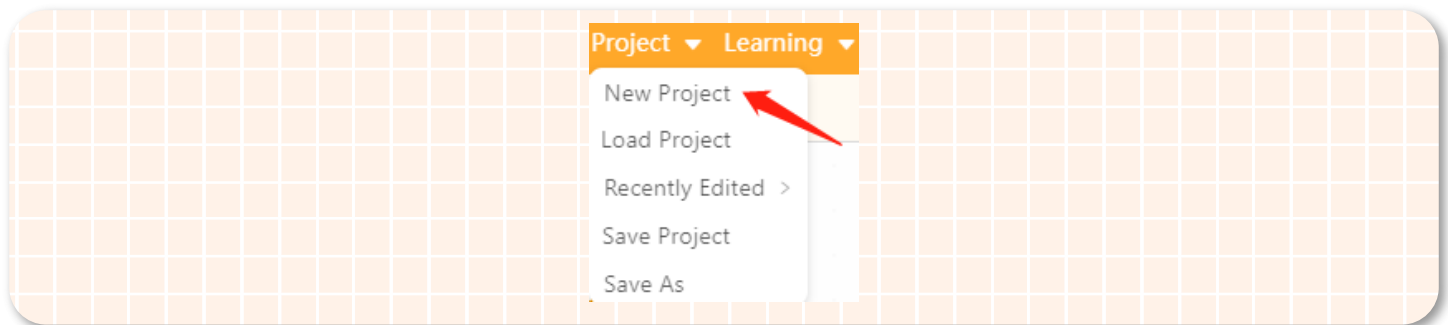 Project Learning
New Project
Load Project
Recently Edited >
Save Project
Save As